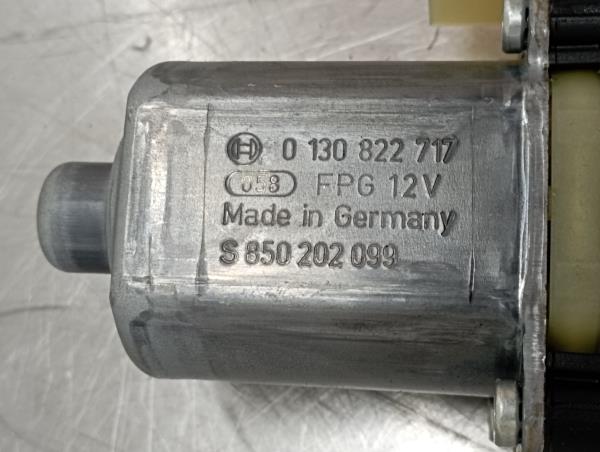 0 130 822 717
058 FPG 12V
Made in Germany
S 850 202 099